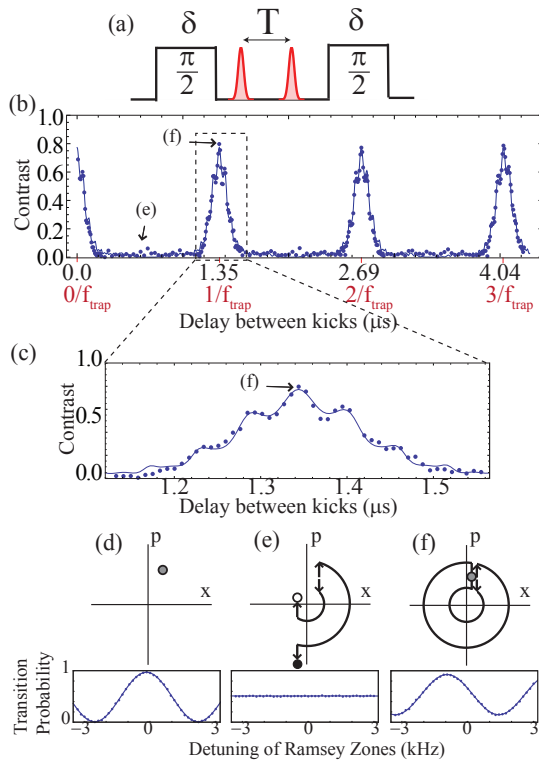 (a)
δ T δ
π/2 π/2
(b)
Contrast
1.0
0.8
0.6
0.4
0.2
0.0
(f)
(e)
0.0 1.35 2.69 4.04
0/f_trap 1/f_trap 2/f_trap 3/f_trap
Delay between kicks (μs)
(c)
Contrast
1.0
0.5
0.0
(f)
1.2 1.3 1.4 1.5
Delay between kicks (μs)
(d) p x
(e) p x
(f) p x
Transition
Probability
1
0
−3 0 3
−3 0 3
−3 0 3
Detuning of Ramsey Zones (kHz)